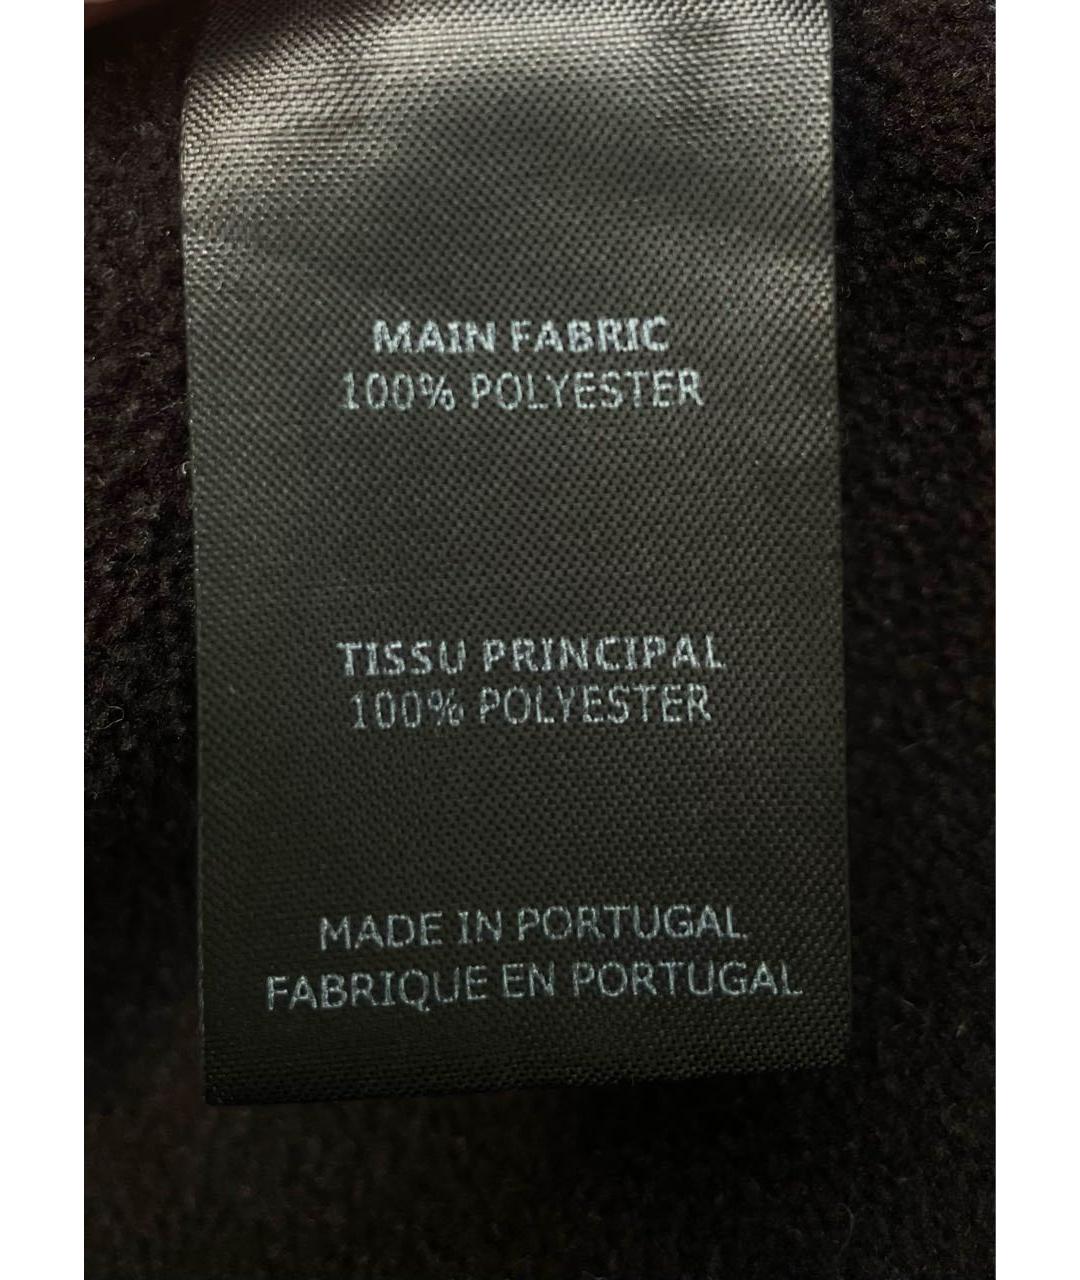 MAIN FABRIC
100% POLYESTER
TISSU PRINCIPAL
100% POLYESTER
MADE IN PORTUGAL
FABRIQUE EN PORTUGAL